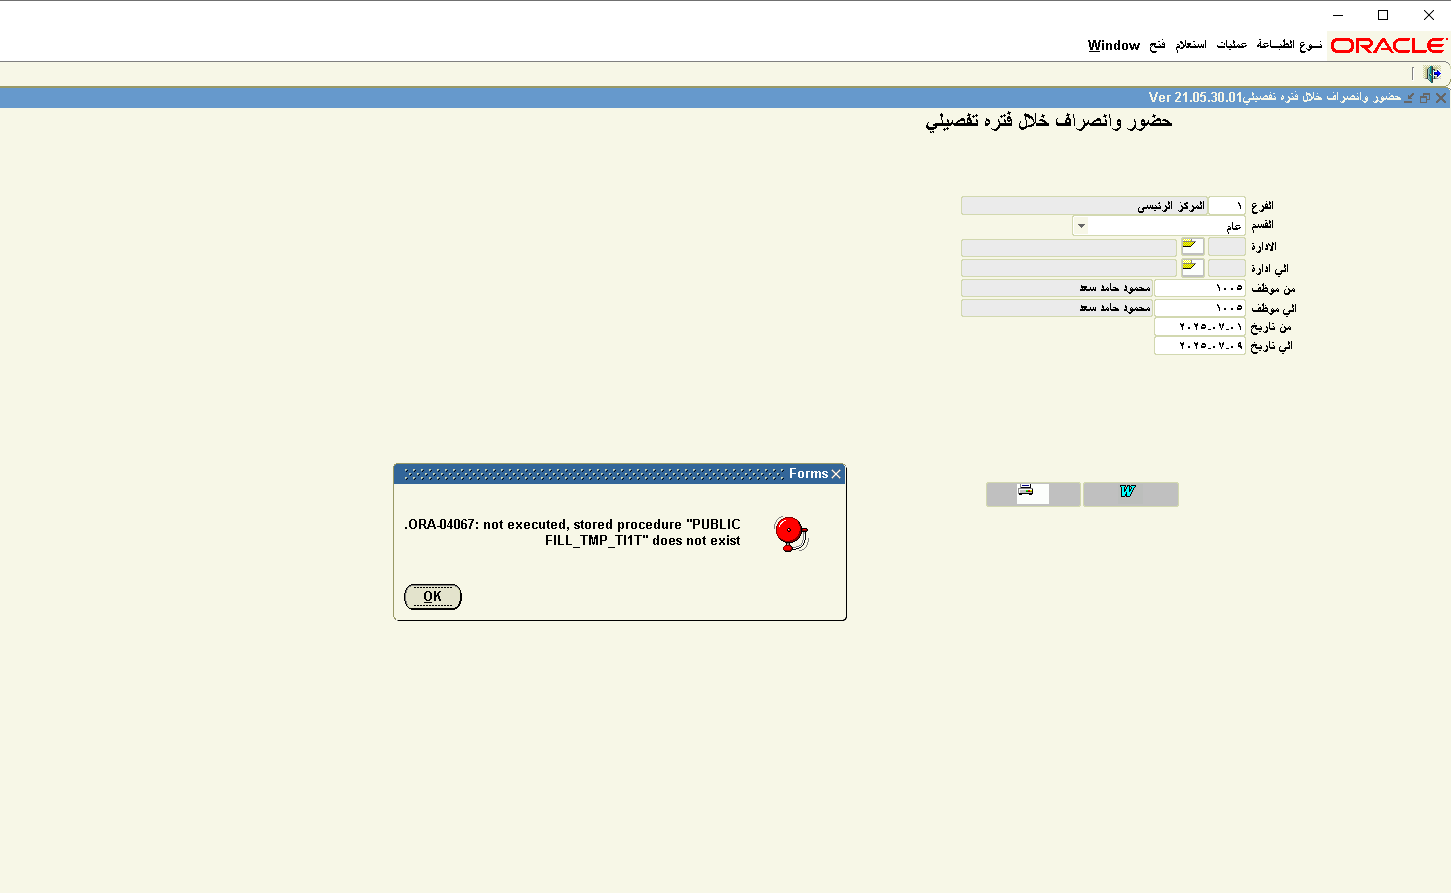 ORACLE نـوع الطبـاعة عمليات استعلام فتح Window
حضور وانصراف خلال فتره تفصيليVer 21.05.30.01
حضور وانصراف خلال فتره تفصيلي
الفرع ١ المركز الرئيسى
القسم عام
الادارة
الي ادارة
من موظف ١٠٠٥ محمود حامد سعد
الي موظف ١٠٠٥ محمود حامد سعد
من تاريخ ٢٠٢٥-٠٧-٠١
الي تاريخ ٢٠٢٥-٠٧-٠٩
Forms
W
.ORA-04067: not executed, stored procedure "PUBLIC
FILL_TMP_TI1T" does not exist
OK